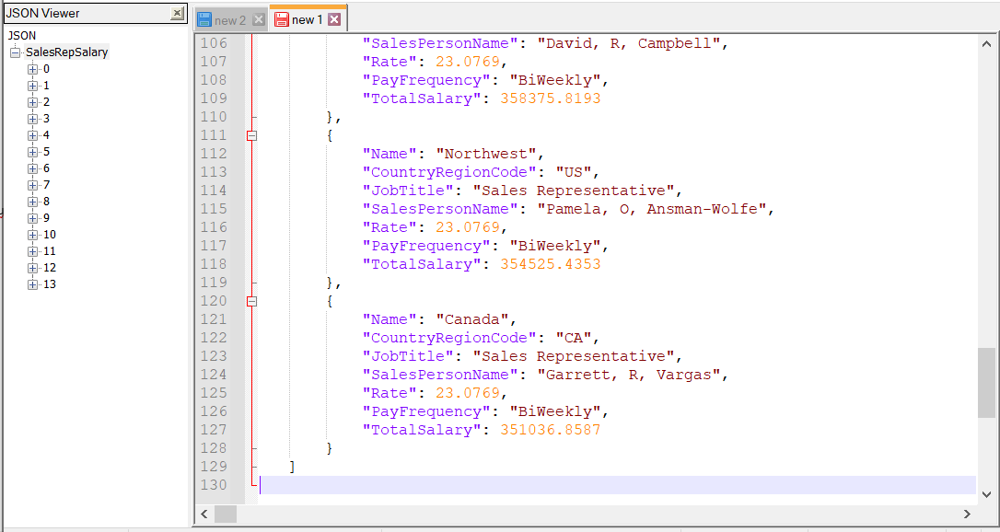 JSON Viewer
JSON
SalesRepSalary
0
1
2
3
4
5
6
7
8
9
10
11
12
13
new 2 new 1
106 "SalesPersonName": "David, R, Campbell",
107 "Rate": 23.0769,
108 "PayFrequency": "BiWeekly",
109 "TotalSalary": 358375.8193
110 },
111 {
112 "Name": "Northwest",
113 "CountryRegionCode": "US",
114 "JobTitle": "Sales Representative",
115 "SalesPersonName": "Pamela, O, Ansman-Wolfe",
116 "Rate": 23.0769,
117 "PayFrequency": "BiWeekly",
118 "TotalSalary": 354525.4353
119 },
120 {
121 "Name": "Canada",
122 "CountryRegionCode": "CA",
123 "JobTitle": "Sales Representative",
124 "SalesPersonName": "Garrett, R, Vargas",
125 "Rate": 23.0769,
126 "PayFrequency": "BiWeekly",
127 "TotalSalary": 351036.8587
128 }
129 ]
130